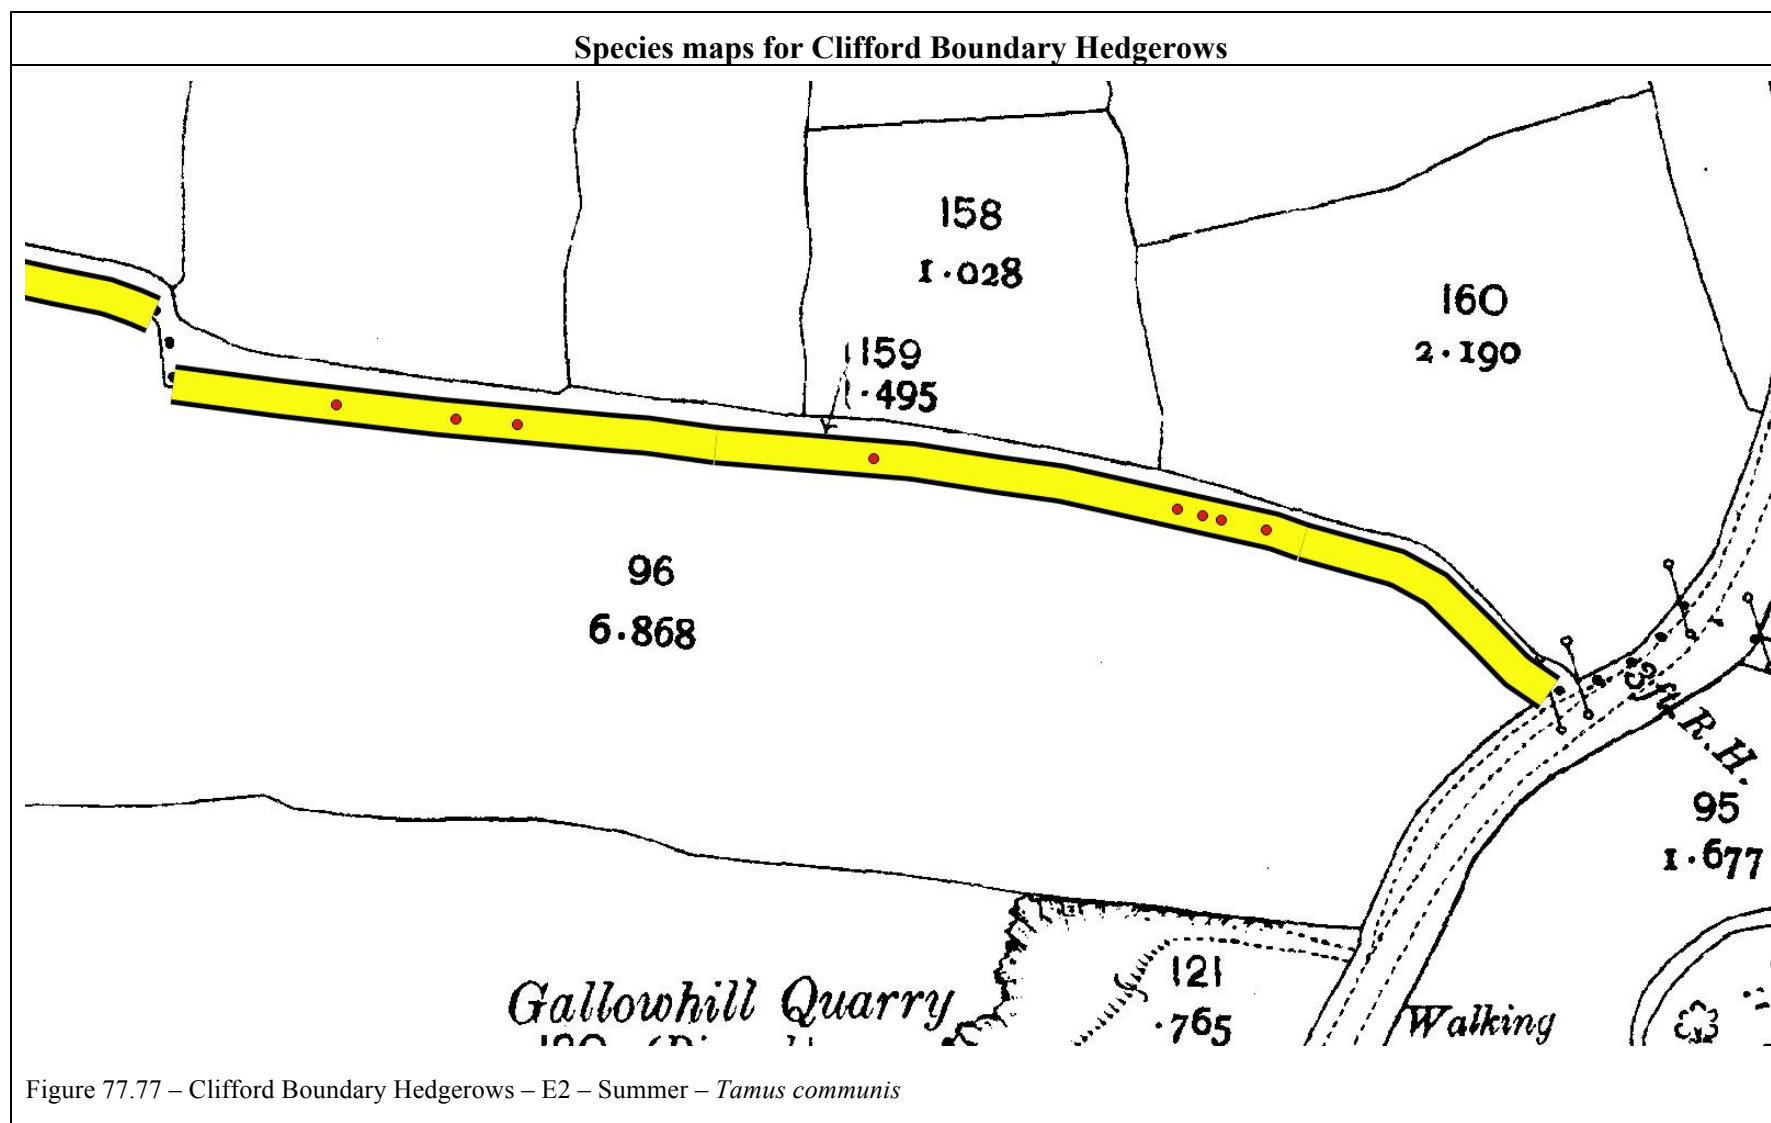 Species maps for Clifford Boundary Hedgerows
158
1.028
160
2.190
159
.495
96
6.868
3ft R.H.
95
1.677
121
.765
Gallowhill Quarry
Walking
Figure 77.77 – Clifford Boundary Hedgerows – E2 – Summer – Tamus communis